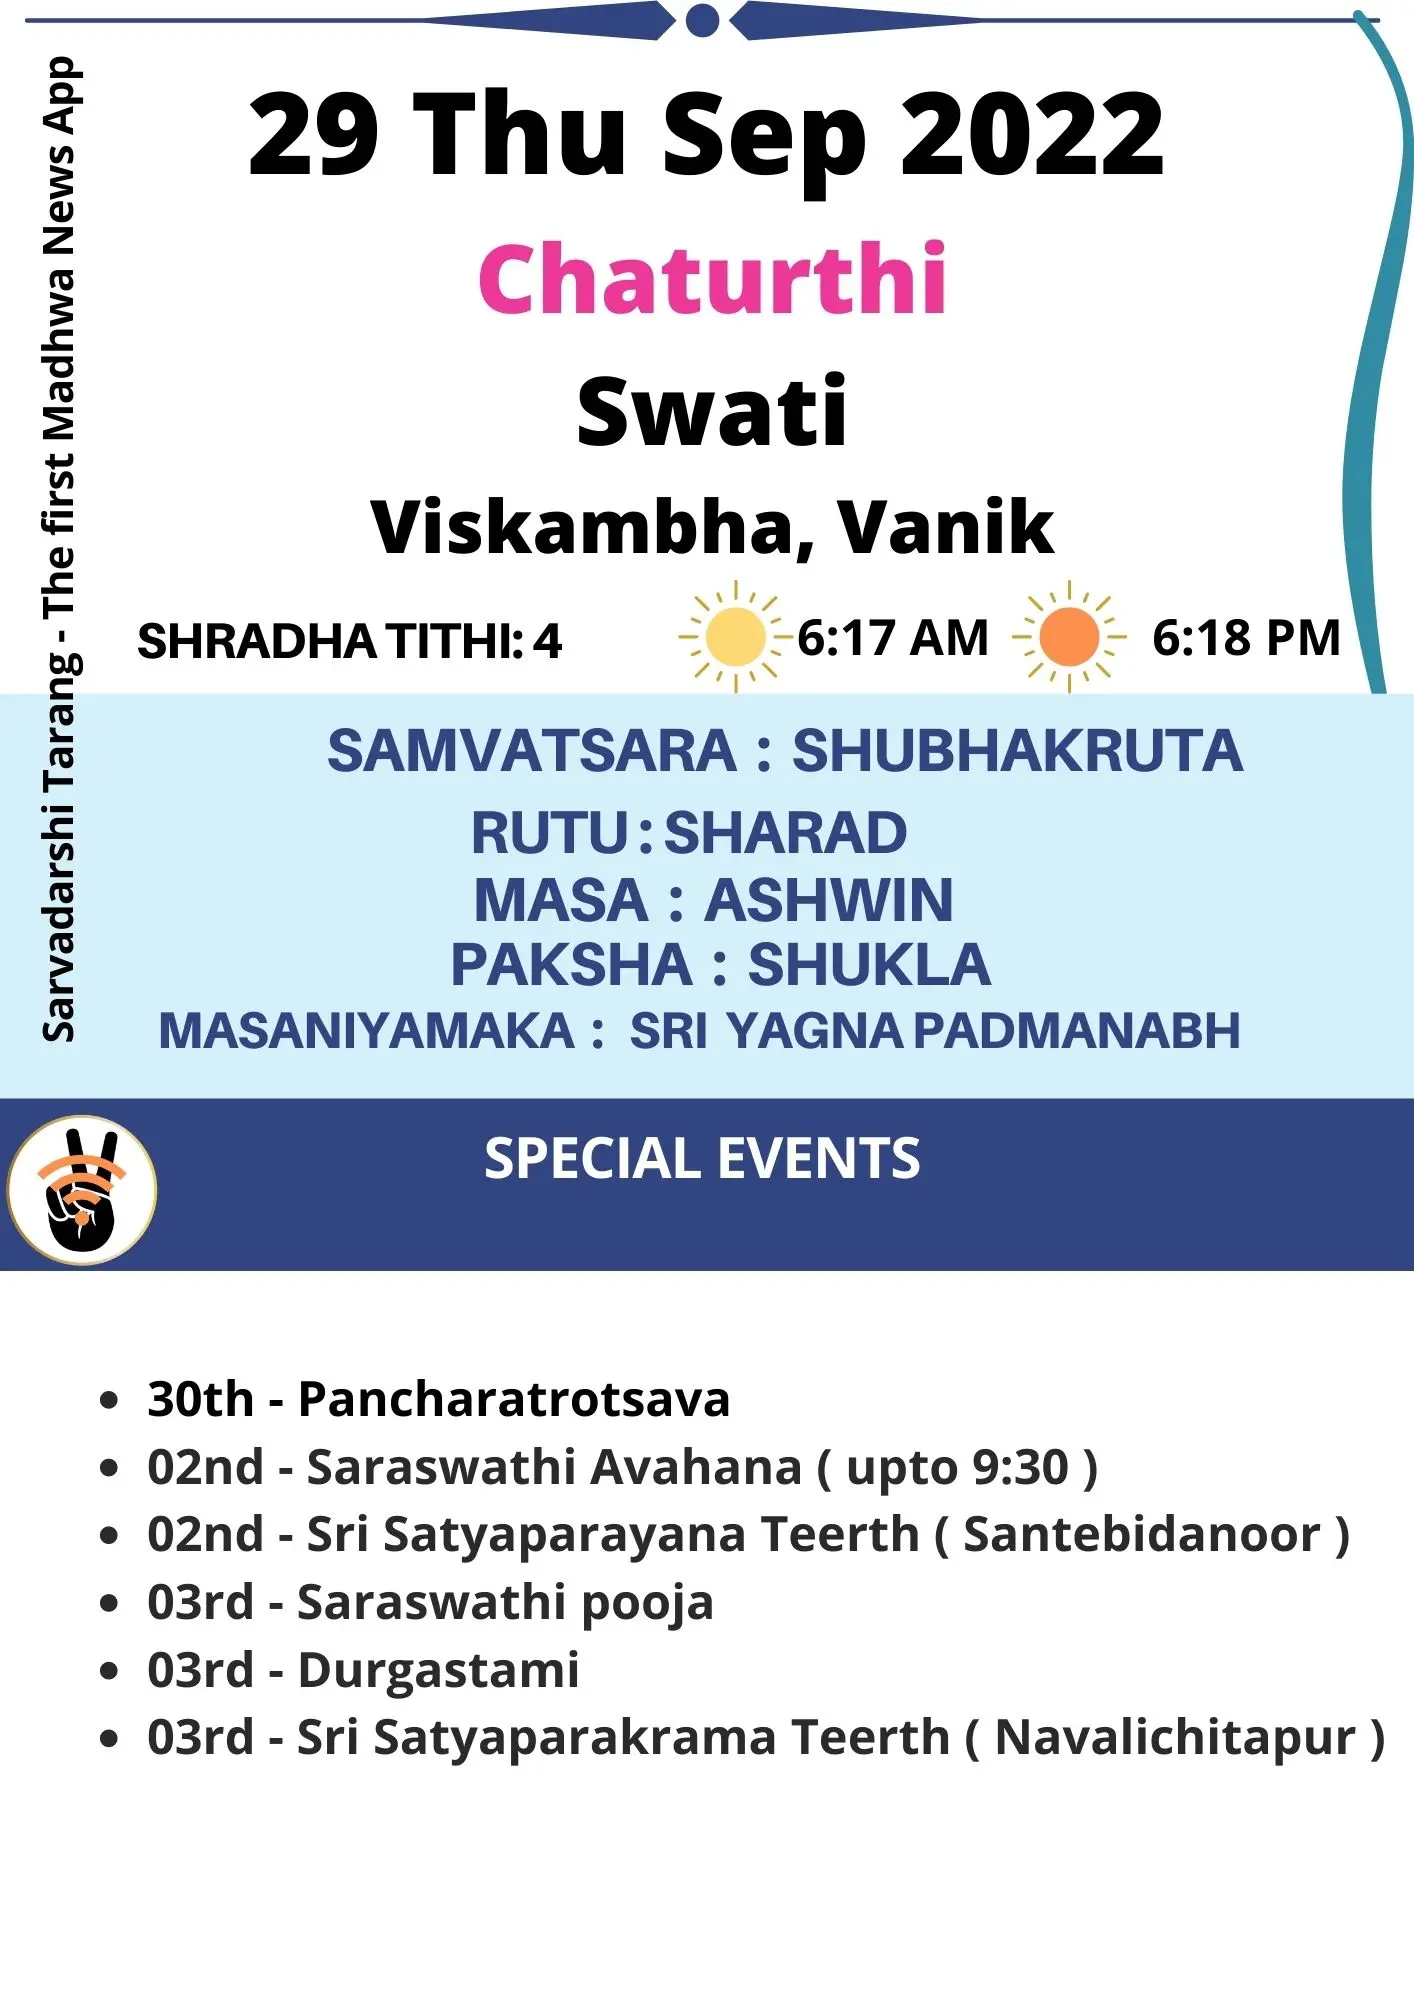 29 Thu Sep 2022
Chaturthi
Swati
Viskambha, Vanik
SHRADHA TITHI: 4 6:17 AM 6:18 PM
Sarvadarshi Tarang - The first Madhwa News App
SAMVATSARA : SHUBHAKRUTA
RUTU : SHARAD
MASA : ASHWIN
PAKSHA : SHUKLA
MASANIYAMAKA : SRI YAGNA PADMANABH
SPECIAL EVENTS
• 30th - Pancharatrotsava
• 02nd - Saraswathi Avahana ( upto 9:30 )
• 02nd - Sri Satyaparayana Teerth ( Santebidanoor )
• 03rd - Saraswathi pooja
• 03rd - Durgastami
• 03rd - Sri Satyaparakrama Teerth ( Navalichitapur )